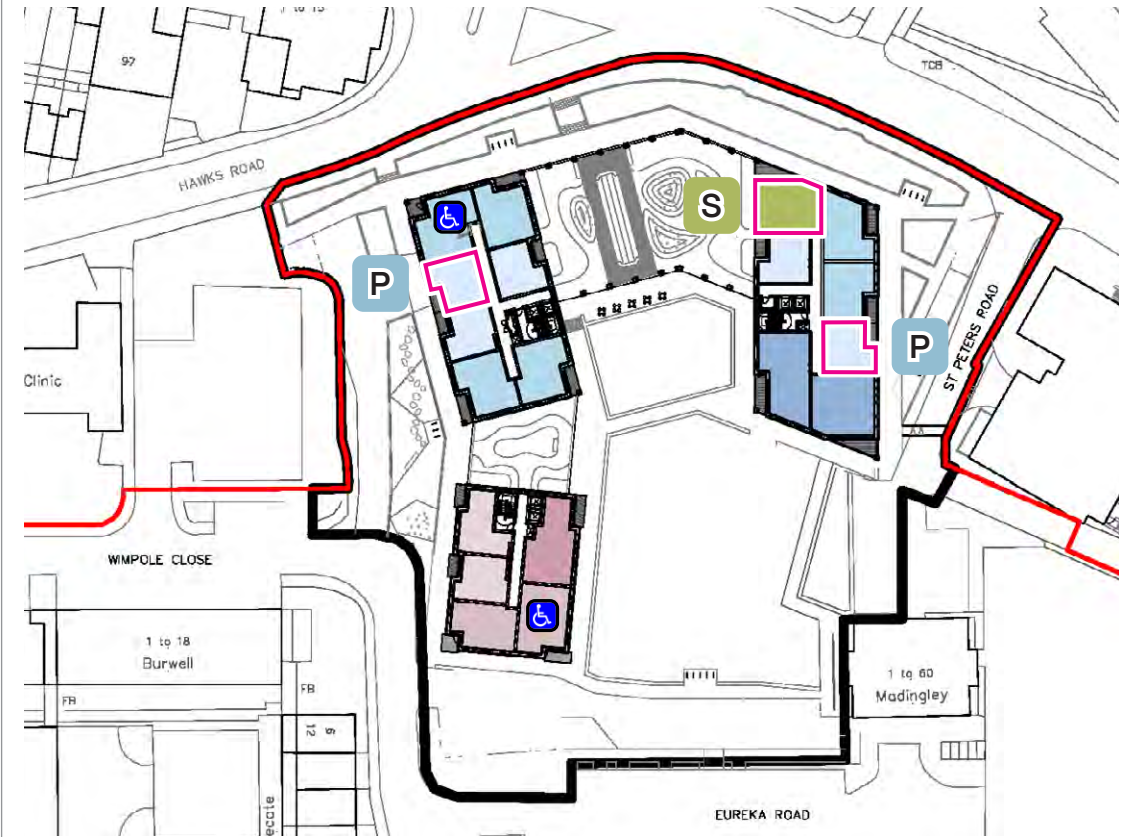 1 to 15
97
TCB
HAWKS ROAD
S
P
P
ST PETERS ROAD
Clinic
WIMPOLE CLOSE
1 to 18
Burwell
FB
FB
1 to 60
Madingley
12
6
EUREKA ROAD